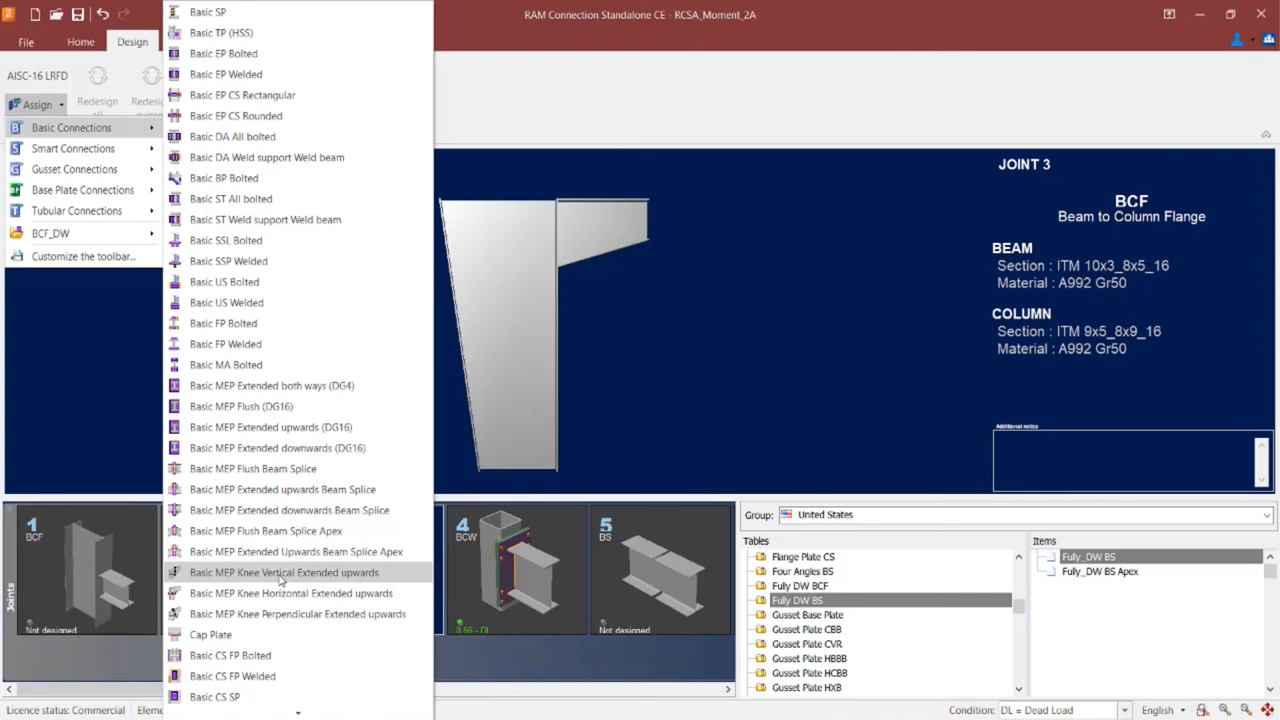 RAM Connection Standalone CE - RCSA_Moment_2A
File
Home
Design
AISC-16 LRFD
Assign
Redesign
all
Basic Connections
Smart Connections
Gusset Connections
Base Plate Connections
Tubular Connections
BCF_DW
Customize the toolbar...
Basic SP
Basic TP (HSS)
Basic EP Bolted
Basic EP Welded
Basic EP CS Rectangular
Basic EP CS Rounded
Basic DA All bolted
Basic DA Weld support Weld beam
Basic BP Bolted
Basic ST All bolted
Basic ST Weld support Weld beam
Basic SSL Bolted
Basic SSP Welded
Basic US Bolted
Basic US Welded
Basic FP Bolted
Basic FP Welded
Basic MA Bolted
Basic MEP Extended both ways (DG4)
Basic MEP Flush (DG16)
Basic MEP Extended upwards (DG16)
Basic MEP Extended downwards (DG16)
Basic MEP Flush Beam Splice
Basic MEP Extended upwards Beam Splice
Basic MEP Extended downwards Beam Splice
Basic MEP Flush Beam Splice Apex
Basic MEP Extended Upwards Beam Splice Apex
Basic MEP Knee Vertical Extended upwards
Basic MEP Knee Horizontal Extended upwards
Basic MEP Knee Perpendicular Extended upwards
Cap Plate
Basic CS FP Bolted
Basic CS FP Welded
Basic CS SP
JOINT 3
BCF
Beam to Column Flange
BEAM
Section : ITM 10x3_8x5_16
Material : A992 Gr50
COLUMN
Section : ITM 9x5_8x9_16
Material : A992 Gr50
Additional notes
Joints
1
BCF
Not designed
4
BCW
0.96 - DL
5
BS
Not designed
Group:
United States
Tables
Flange Plate CS
Four Angles BS
Fully DW BCF
Fully DW BS
Gusset Base Plate
Gusset Plate CBB
Gusset Plate CVR
Gusset Plate HBBB
Gusset Plate HCBB
Gusset Plate HXB
Items
Fully_DW BS
Fully_DW BS Apex
Licence status: Commercial
Condition:
DL = Dead Load
English